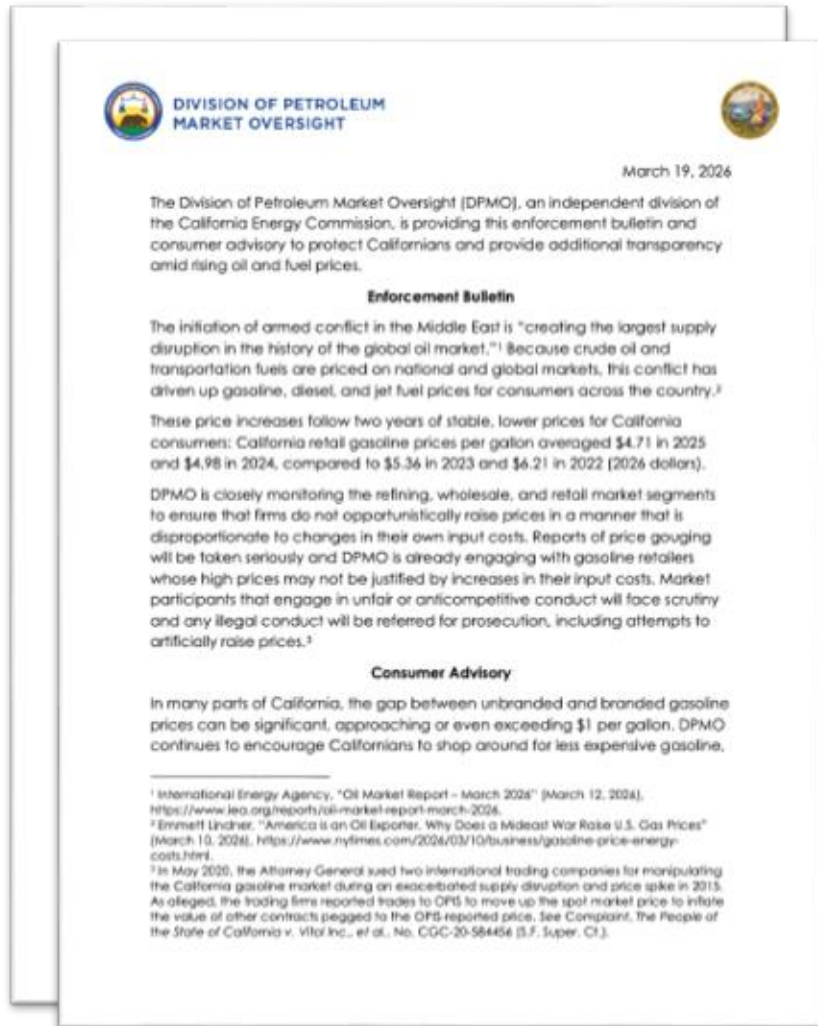 DIVISION OF PETROLEUM
MARKET OVERSIGHT
March 19, 2026
The Division of Petroleum Market Oversight (DPMO), an independent division of
the California Energy Commission, is providing this enforcement bulletin and
consumer advisory to protect Californians and provide additional transparency
amid rising oil and fuel prices.
Enforcement Bulletin
The initiation of armed conflict in the Middle East is "creating the largest supply
disruption in the history of the global oil market."¹ Because crude oil and
transportation fuels are priced on national and global markets, this conflict has
driven up gasoline, diesel, and jet fuel prices for consumers across the country.²
These price increases follow two years of stable, lower prices for California
consumers: California retail gasoline prices per gallon averaged $4.71 in 2025
and $4.98 in 2024, compared to $5.36 in 2023 and $6.21 in 2022 (2026 dollars).
DPMO is closely monitoring the refining, wholesale, and retail market segments
to ensure that firms do not opportunistically raise prices in a manner that is
disproportionate to changes in their own input costs. Reports of price gouging
will be taken seriously and DPMO is already engaging with gasoline retailers
whose high prices may not be justified by increases in their input costs. Market
participants that engage in unfair or anticompetitive conduct will face scrutiny
and any illegal conduct will be referred for prosecution, including attempts to
artificially raise prices.³
Consumer Advisory
In many parts of California, the gap between unbranded and branded gasoline
prices can be significant, approaching or even exceeding $1 per gallon. DPMO
continues to encourage Californians to shop around for less expensive gasoline,
¹ International Energy Agency, "Oil Market Report – March 2026" (March 12, 2026),
https://www.iea.org/reports/oil-market-report-march-2026.
² Emmett Lindner, "America is an Oil Exporter. Why Does a Mideast War Raise U.S. Gas Prices"
(March 10, 2026), https://www.nytimes.com/2026/03/10/business/gasoline-price-energy-
costs.html.
³ In May 2020, the Attorney General sued two international trading companies for manipulating
the California gasoline market during an exacerbated supply disruption and price spike in 2015.
As alleged, the trading firms reported trades to OPIS to move up the spot market price to inflate
the value of other contracts pegged to the OPIS-reported price. See Complaint, The People of
the State of California v. Vitol Inc., et al., No. CGC-20-584456 (S.F. Super. Ct.).